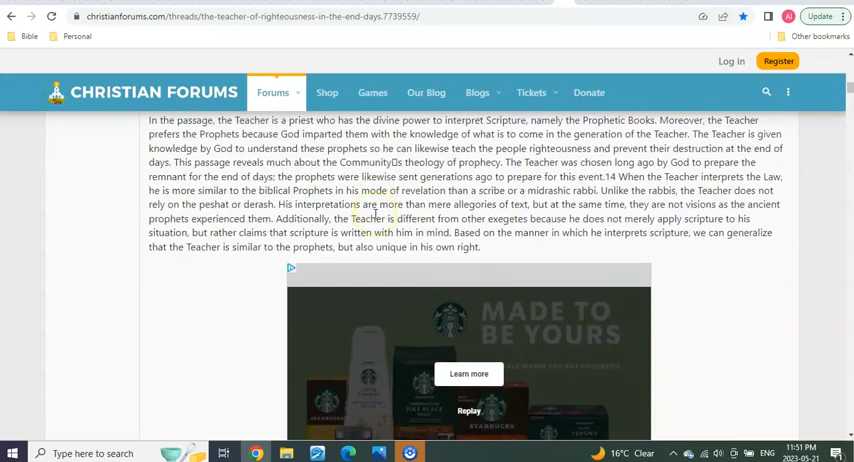 christianforums.com/threads/the-teacher-of-righteousness-in-the-end-days.7739559/
AI
Update
Bible
Personal
Other bookmarks
Log in
Register
CHRISTIAN FORUMS
Forums
Shop
Games
Our Blog
Blogs
Tickets
Donate
In the passage, the Teacher is a priest who has the divine power to interpret Scripture, namely the Prophetic Books. Moreover, the Teacher
prefers the Prophets because God imparted them with the knowledge of what is to come in the generation of the Teacher. The Teacher is given
knowledge by God to understand these prophets so he can likewise teach the people righteousness and prevent their destruction at the end of
days. This passage reveals much about the Community□s theology of prophecy. The Teacher was chosen long ago by God to prepare the
remnant for the end of days; the prophets were likewise sent generations ago to prepare for this event.14 When the Teacher interprets the Law,
he is more similar to the biblical Prophets in his mode of revelation than a scribe or a midrashic rabbi. Unlike the rabbis, the Teacher does not
rely on the peshat or derash. His interpretations are more than mere allegories of text, but at the same time, they are not visions as the ancient
prophets experienced them. Additionally, the Teacher is different from other exegetes because he does not merely apply scripture to his
situation, but rather claims that scripture is written with him in mind. Based on the manner in which he interprets scripture, we can generalize
that the Teacher is similar to the prophets, but also unique in his own right.
MADE TO
BE YOURS
Learn more
Replay
STARBUCKS
Type here to search
16°C Clear
ENG
11:51 PM
2023-05-21